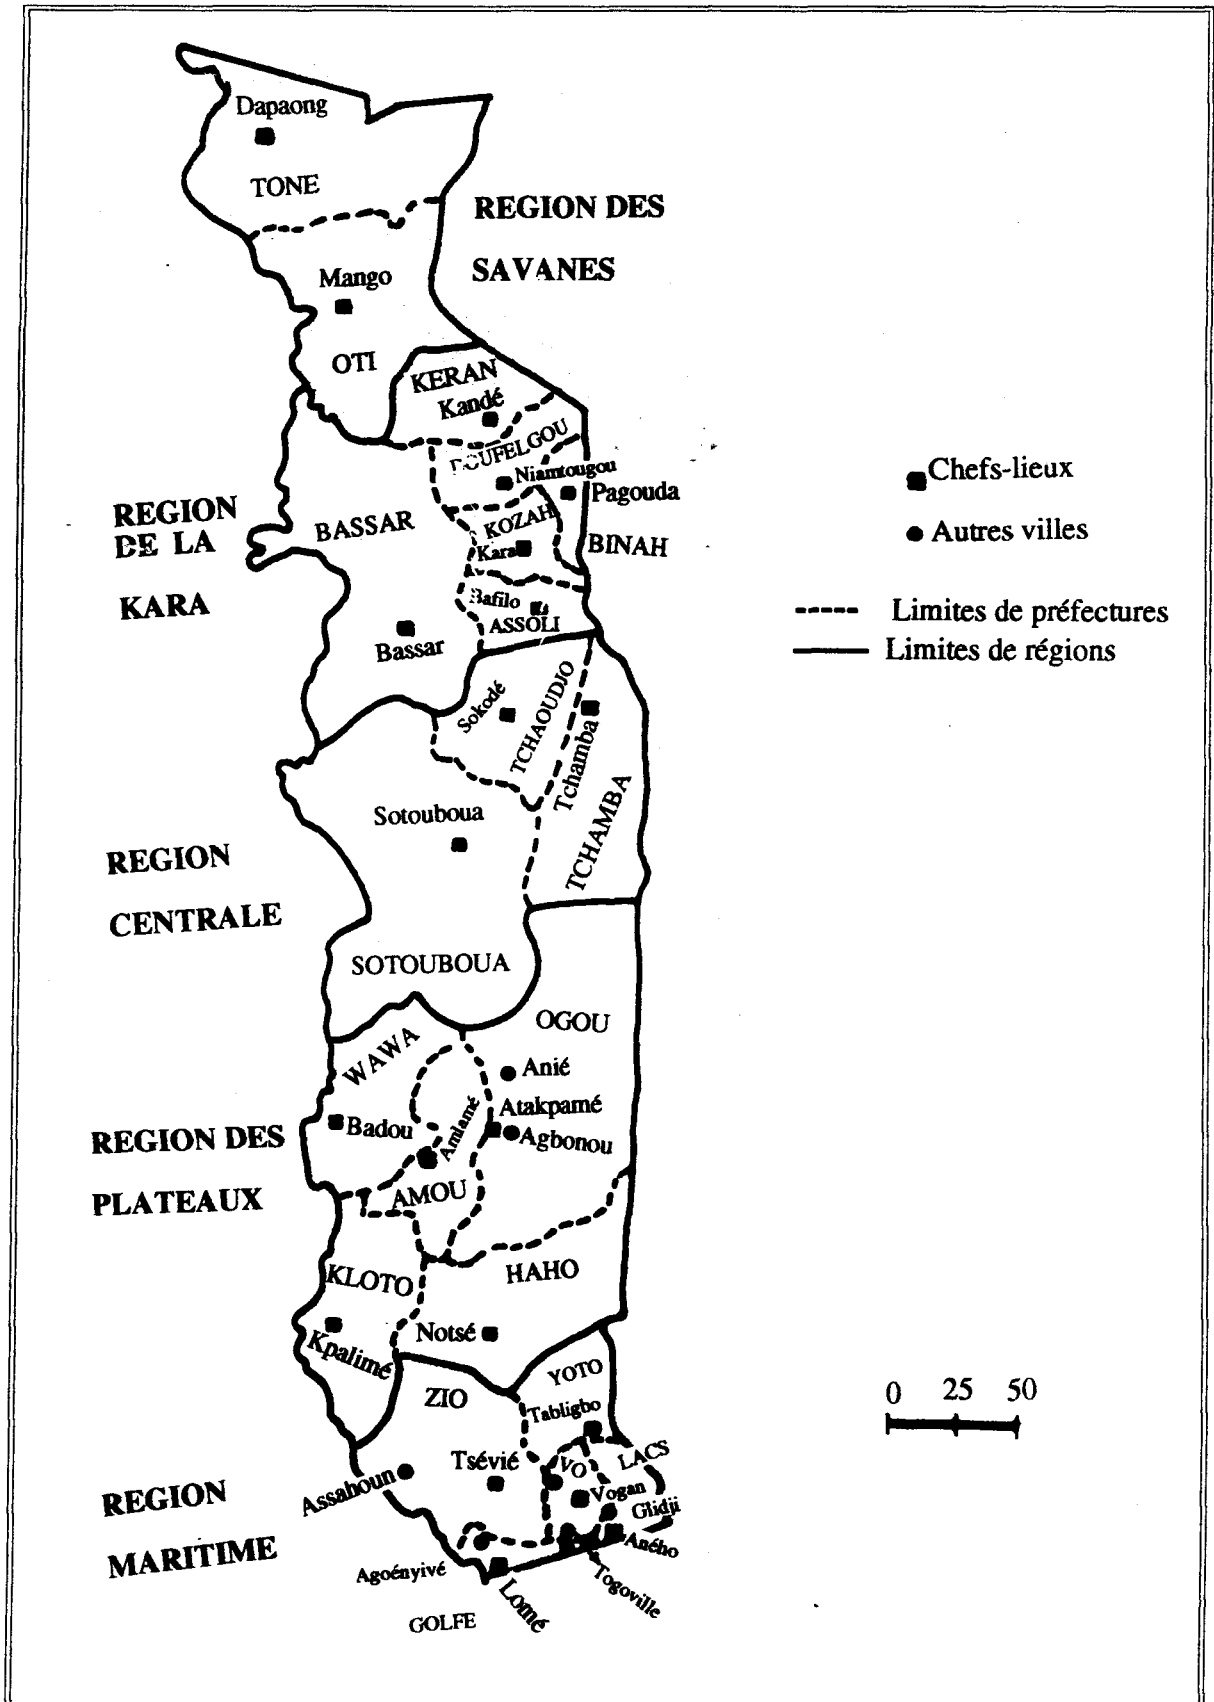 Dapaong
TONE
REGION DES
SAVANES
Mango
OTI
KERAN
Kandé
DOUFELGOU
Niamtougou
Pagouda
REGION
DE LA
KARA
BASSAR
KOZAH
Kara
BINAH
Bafilo
ASSOLI
Bassar
Chefs-lieux
Autres villes
Limites de préfectures
Limites de régions
Sokodé
TCHAOUDJO
Tchamba
TCHAMBA
Sotouboua
REGION
CENTRALE
SOTOUBOUA
OGOU
WAWA
Anié
Atakpamé
Badou
Amlamé
Agbonou
REGION DES
PLATEAUX
AMOU
KLOTO
HAHO
Kpalimé
Notsé
YOTO
ZIO
Tabligbo
0 25 50
Tsévié
VO
LACS
Assahoun
Vogan
Glidji
REGION
MARITIME
Aného
Agoényivé
Lomé
Togoville
GOLFE